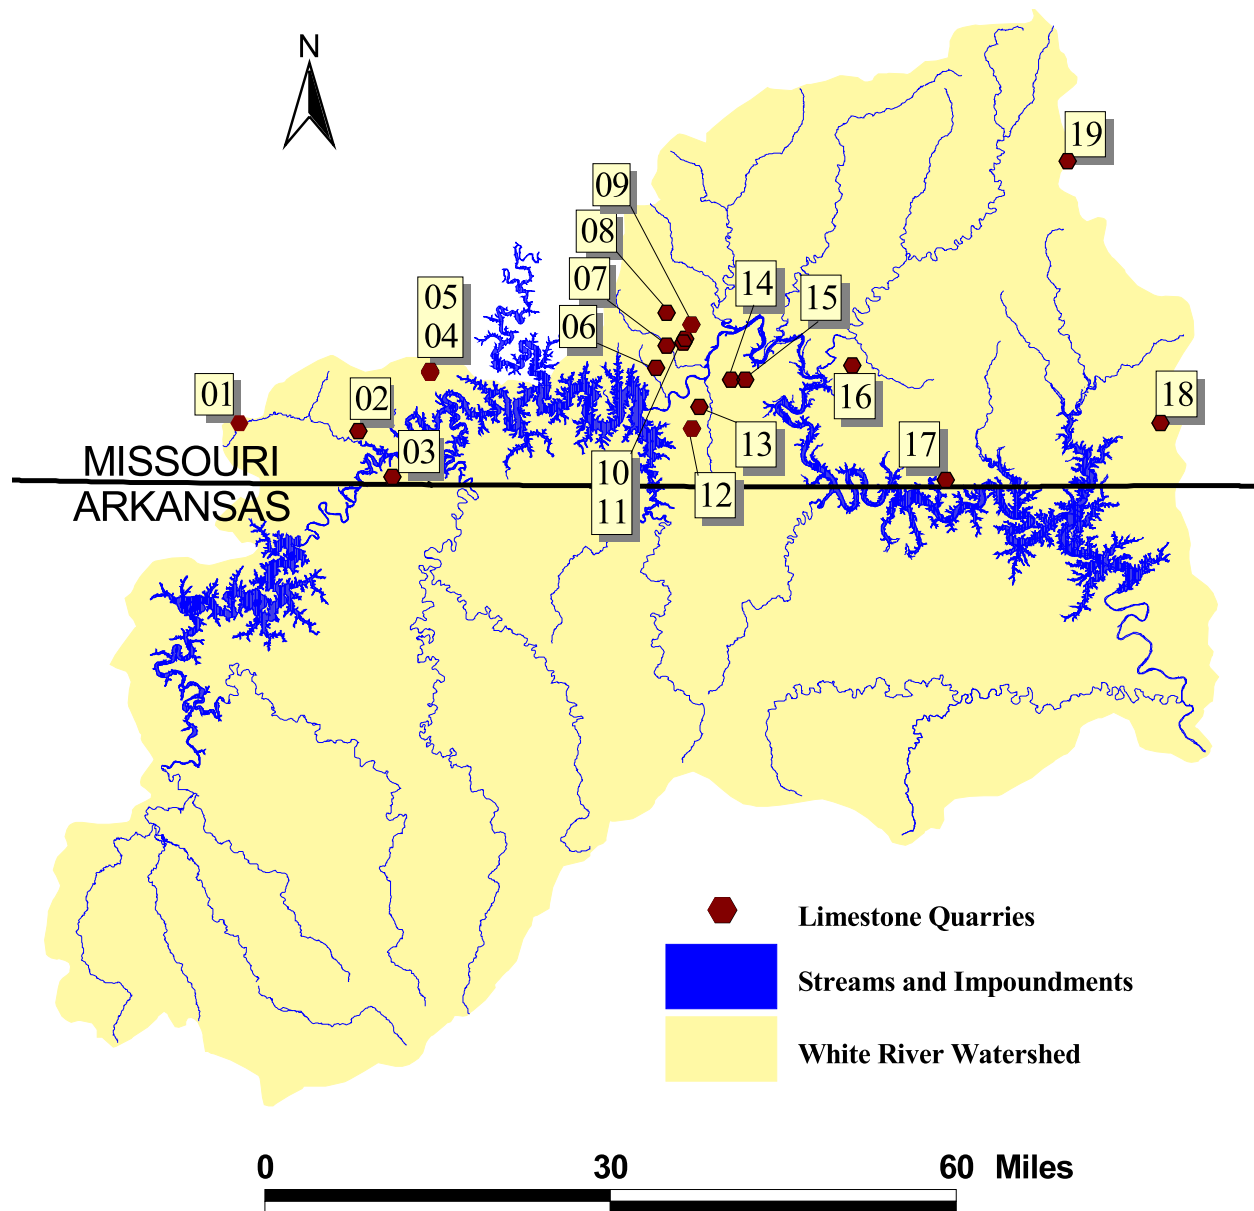 N
19
09
08
07
14
15
05
04
06
01
02
16
18
03
13
17
MISSOURI
10
11
12
ARKANSAS
Limestone Quarries
Streams and Impoundments
White River Watershed
0 30 60 Miles